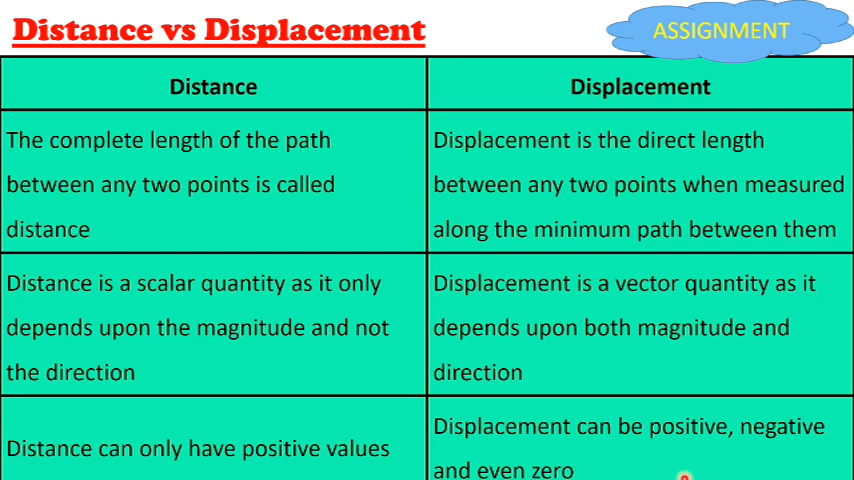 Distance vs Displacement
ASSIGNMENT
Distance
Displacement
The complete length of the path
between any two points is called
distance
Displacement is the direct length
between any two points when measured
along the minimum path between them
Distance is a scalar quantity as it only
depends upon the magnitude and not
the direction
Displacement is a vector quantity as it
depends upon both magnitude and
direction
Distance can only have positive values
Displacement can be positive, negative
and even zero